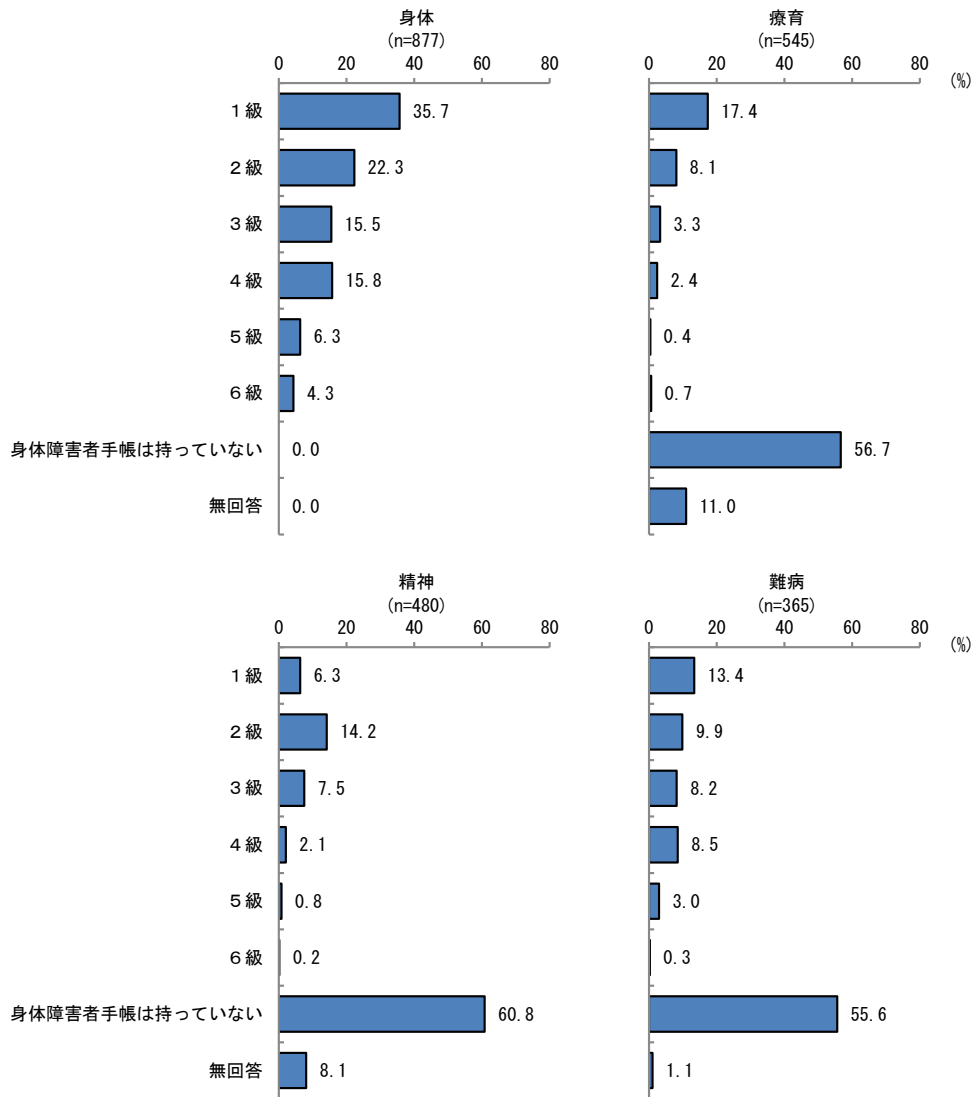 身体
(n=877)
療育
(n=545)
0 20 40 60 80
0 20 40 60 80
(%)
1級 35.7 17.4
2級 22.3 8.1
3級 15.5 3.3
4級 15.8 2.4
5級 6.3 0.4
6級 4.3 0.7
身体障害者手帳は持っていない 0.0 56.7
無回答 0.0 11.0
精神
(n=480)
難病
(n=365)
0 20 40 60 80
0 20 40 60 80
(%)
1級 6.3 13.4
2級 14.2 9.9
3級 7.5 8.2
4級 2.1 8.5
5級 0.8 3.0
6級 0.2 0.3
身体障害者手帳は持っていない 60.8 55.6
無回答 8.1 1.1